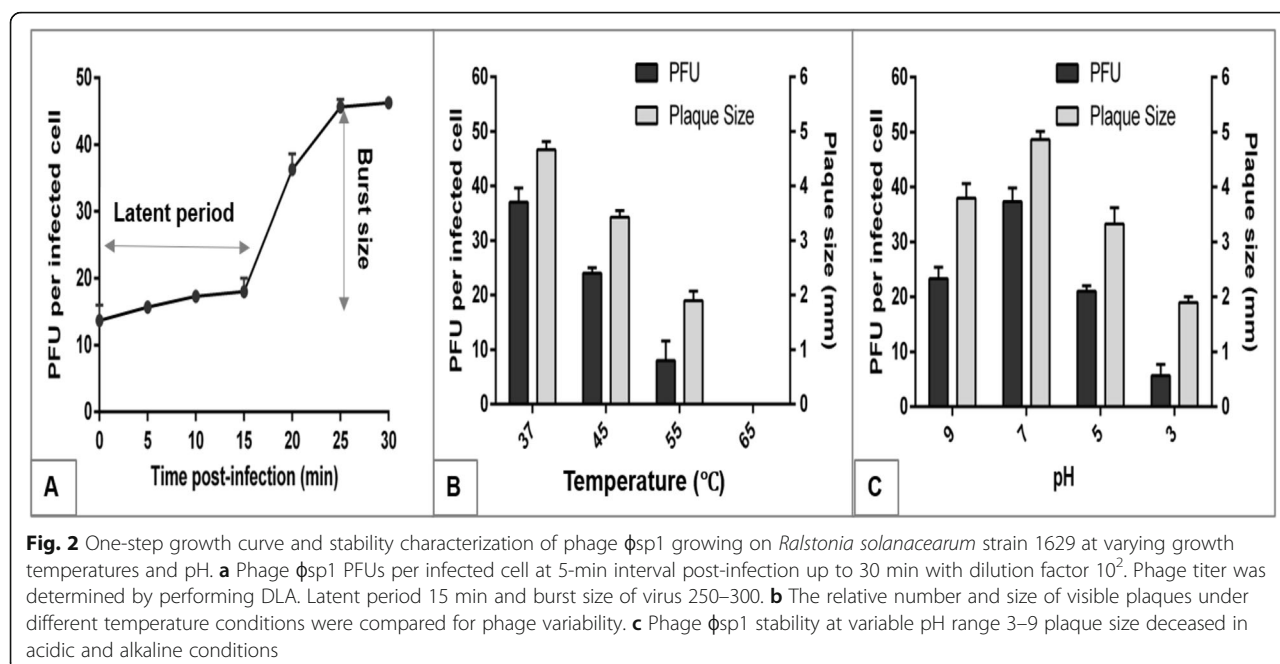 50
40
30
20
10
0
PFU per infected cell
Latent period
Burst size
0 5 10 15 20 25 30
Time post-infection (min)
A
60
50
40
30
20
10
0
PFU per infected cell
PFU
Plaque Size
6
5
4
3
2
1
0
Plaque size (mm)
37 45 55 65
Temperature (°C)
B
60
50
40
30
20
10
0
PFU per infected cell
PFU
Plaque Size
6
5
4
3
2
1
0
Plaque size (mm)
9 7 5 3
pH
C
Fig. 2 One-step growth curve and stability characterization of phage ϕsp1 growing on Ralstonia solanacearum strain 1629 at varying growth
temperatures and pH. a Phage ϕsp1 PFUs per infected cell at 5-min interval post-infection up to 30 min with dilution factor 10². Phage titer was
determined by performing DLA. Latent period 15 min and burst size of virus 250–300. b The relative number and size of visible plaques under
different temperature conditions were compared for phage variability. c Phage ϕsp1 stability at variable pH range 3–9 plaque size deceased in
acidic and alkaline conditions